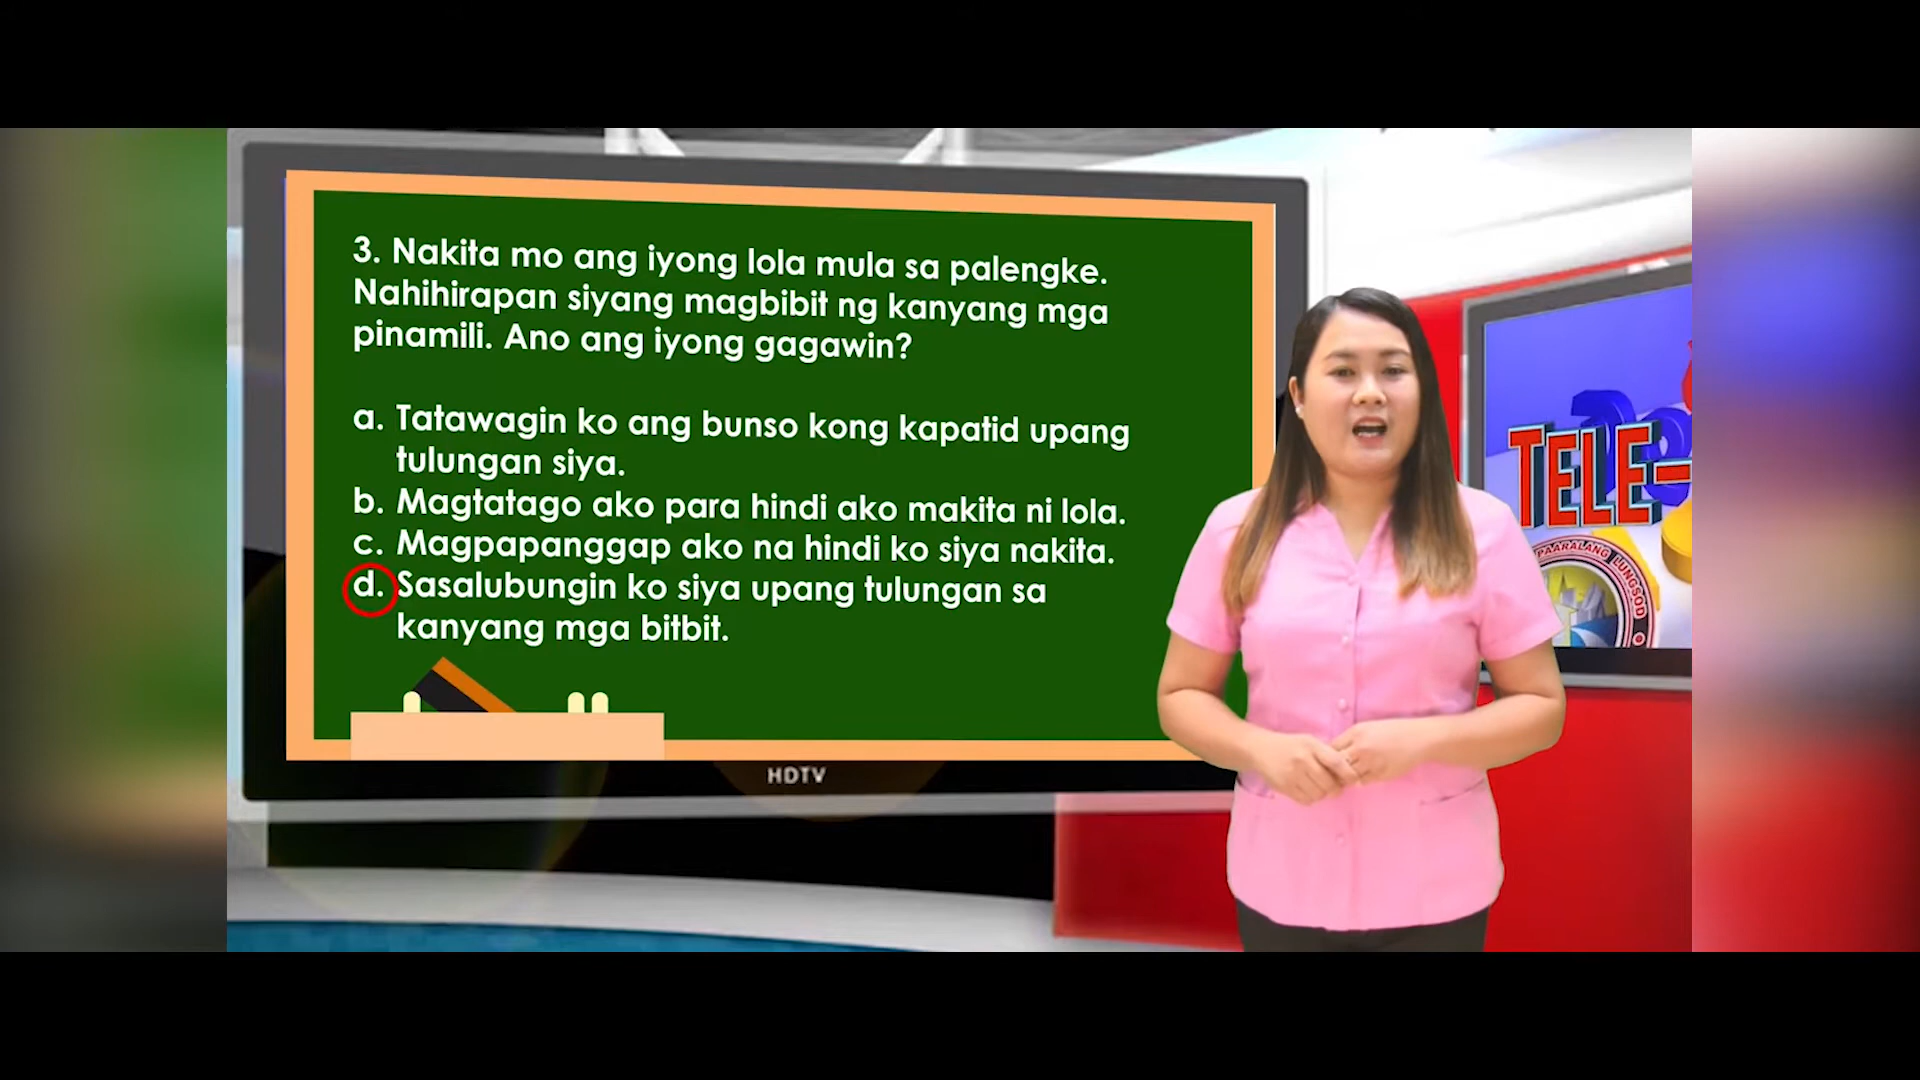 3. Nakita mo ang iyong lola mula sa palengke.
Nahihirapan siyang magbibit ng kanyang mga
pinamili. Ano ang iyong gagawin?
a. Tatawagin ko ang bunso kong kapatid upang
tulungan siya.
b. Magtatago ako para hindi ako makita ni lola.
c. Magpapanggap ako na hindi ko siya nakita.
d. Sasalubungin ko siya upang tulungan sa
kanyang mga bitbit.
HDTV
TELE-
PAARALANG LUNGSOD